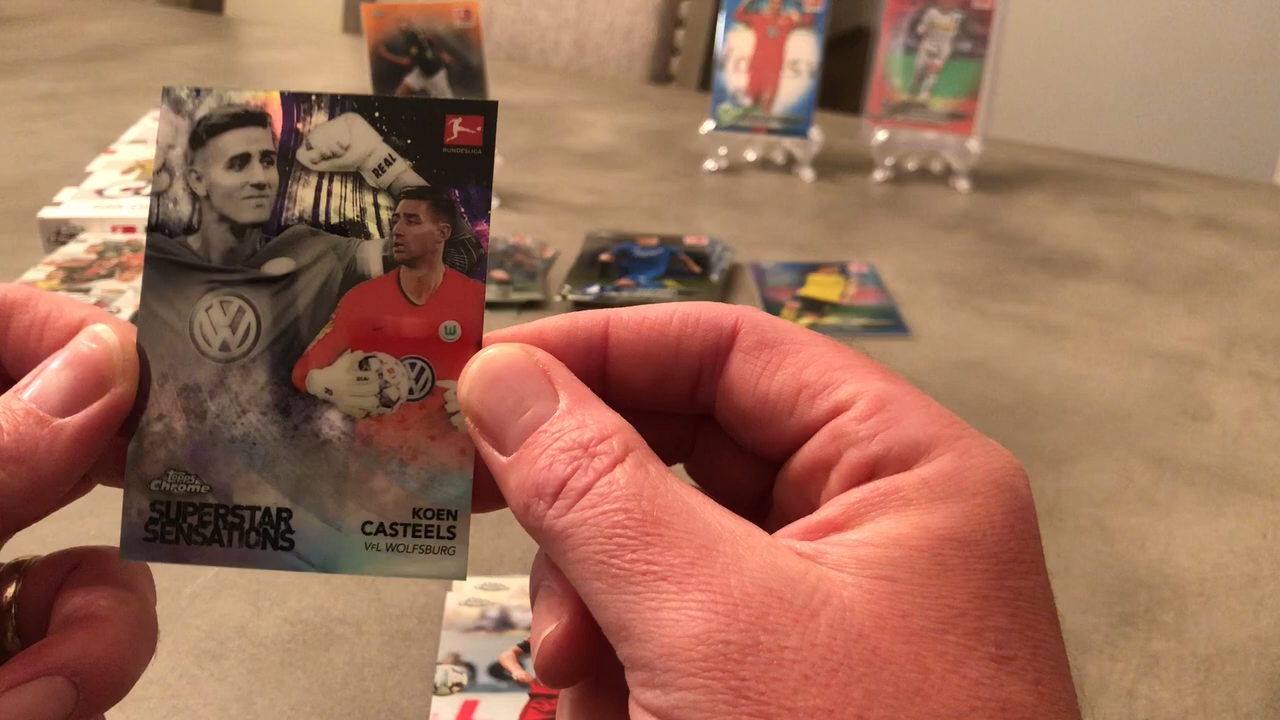 REAL
BUNDESLIGA
W
Topps
Chrome
SUPERSTAR
SENSATIONS
KOEN
CASTEELS
VfL WOLFSBURG